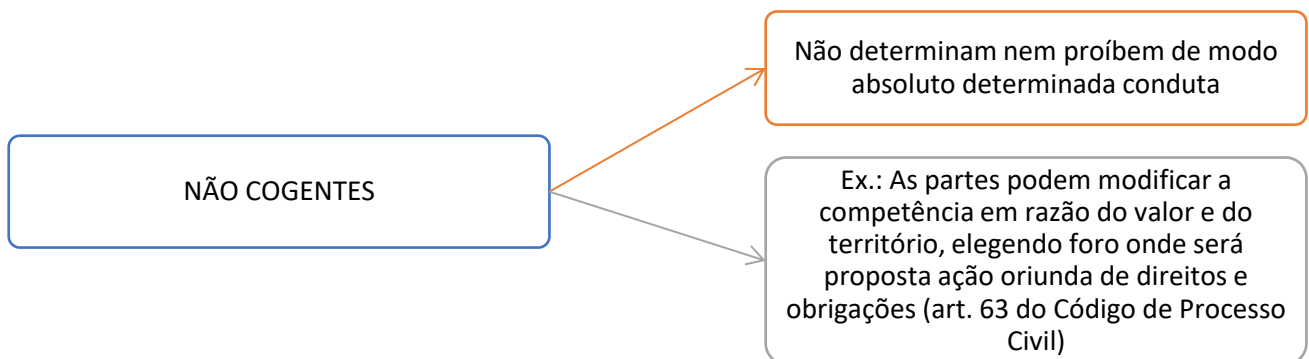 NÃO COGENTES
Não determinam nem proíbem de modo
absoluto determinada conduta
Ex.: As partes podem modificar a
competência em razão do valor e do
território, elegendo foro onde será
proposta ação oriunda de direitos e
obrigações (art. 63 do Código de Processo
Civil)